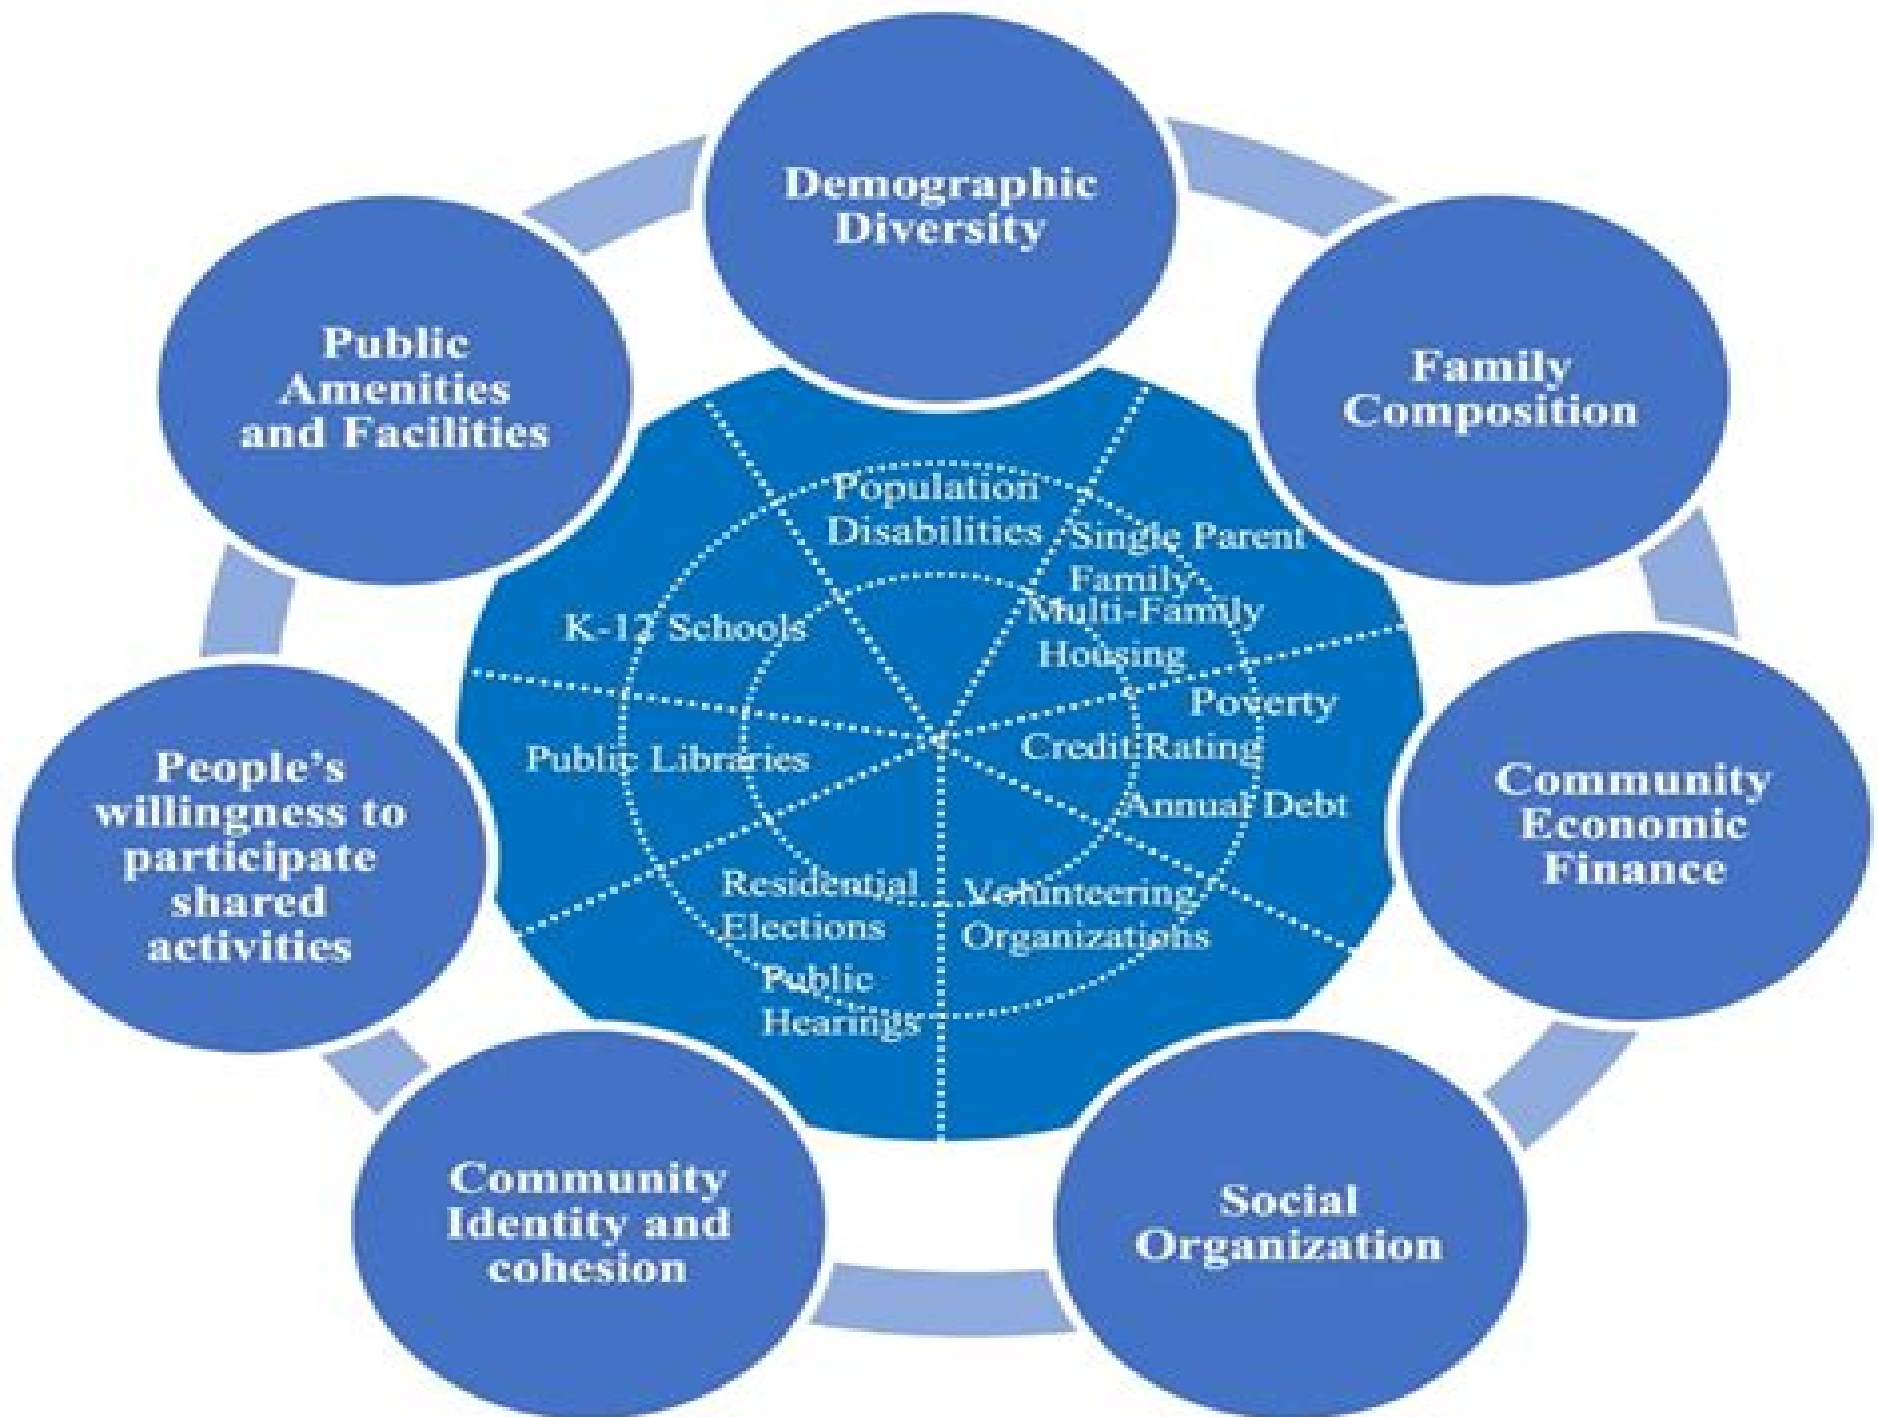 Demographic
Diversity
Family
Composition
Community
Economic
Finance
Social
Organization
Community
Identity and
cohesion
People's
willingness to
participate
shared
activities
Public
Amenities
and Facilities
Population
Disabilities
Single Parent
Family
Multi-Family
Housing
Poverty
Credit Rating
Annual Debt
Volunteering
Organizations
Residential
Elections
Public
Hearings
Public Libraries
K-12 Schools